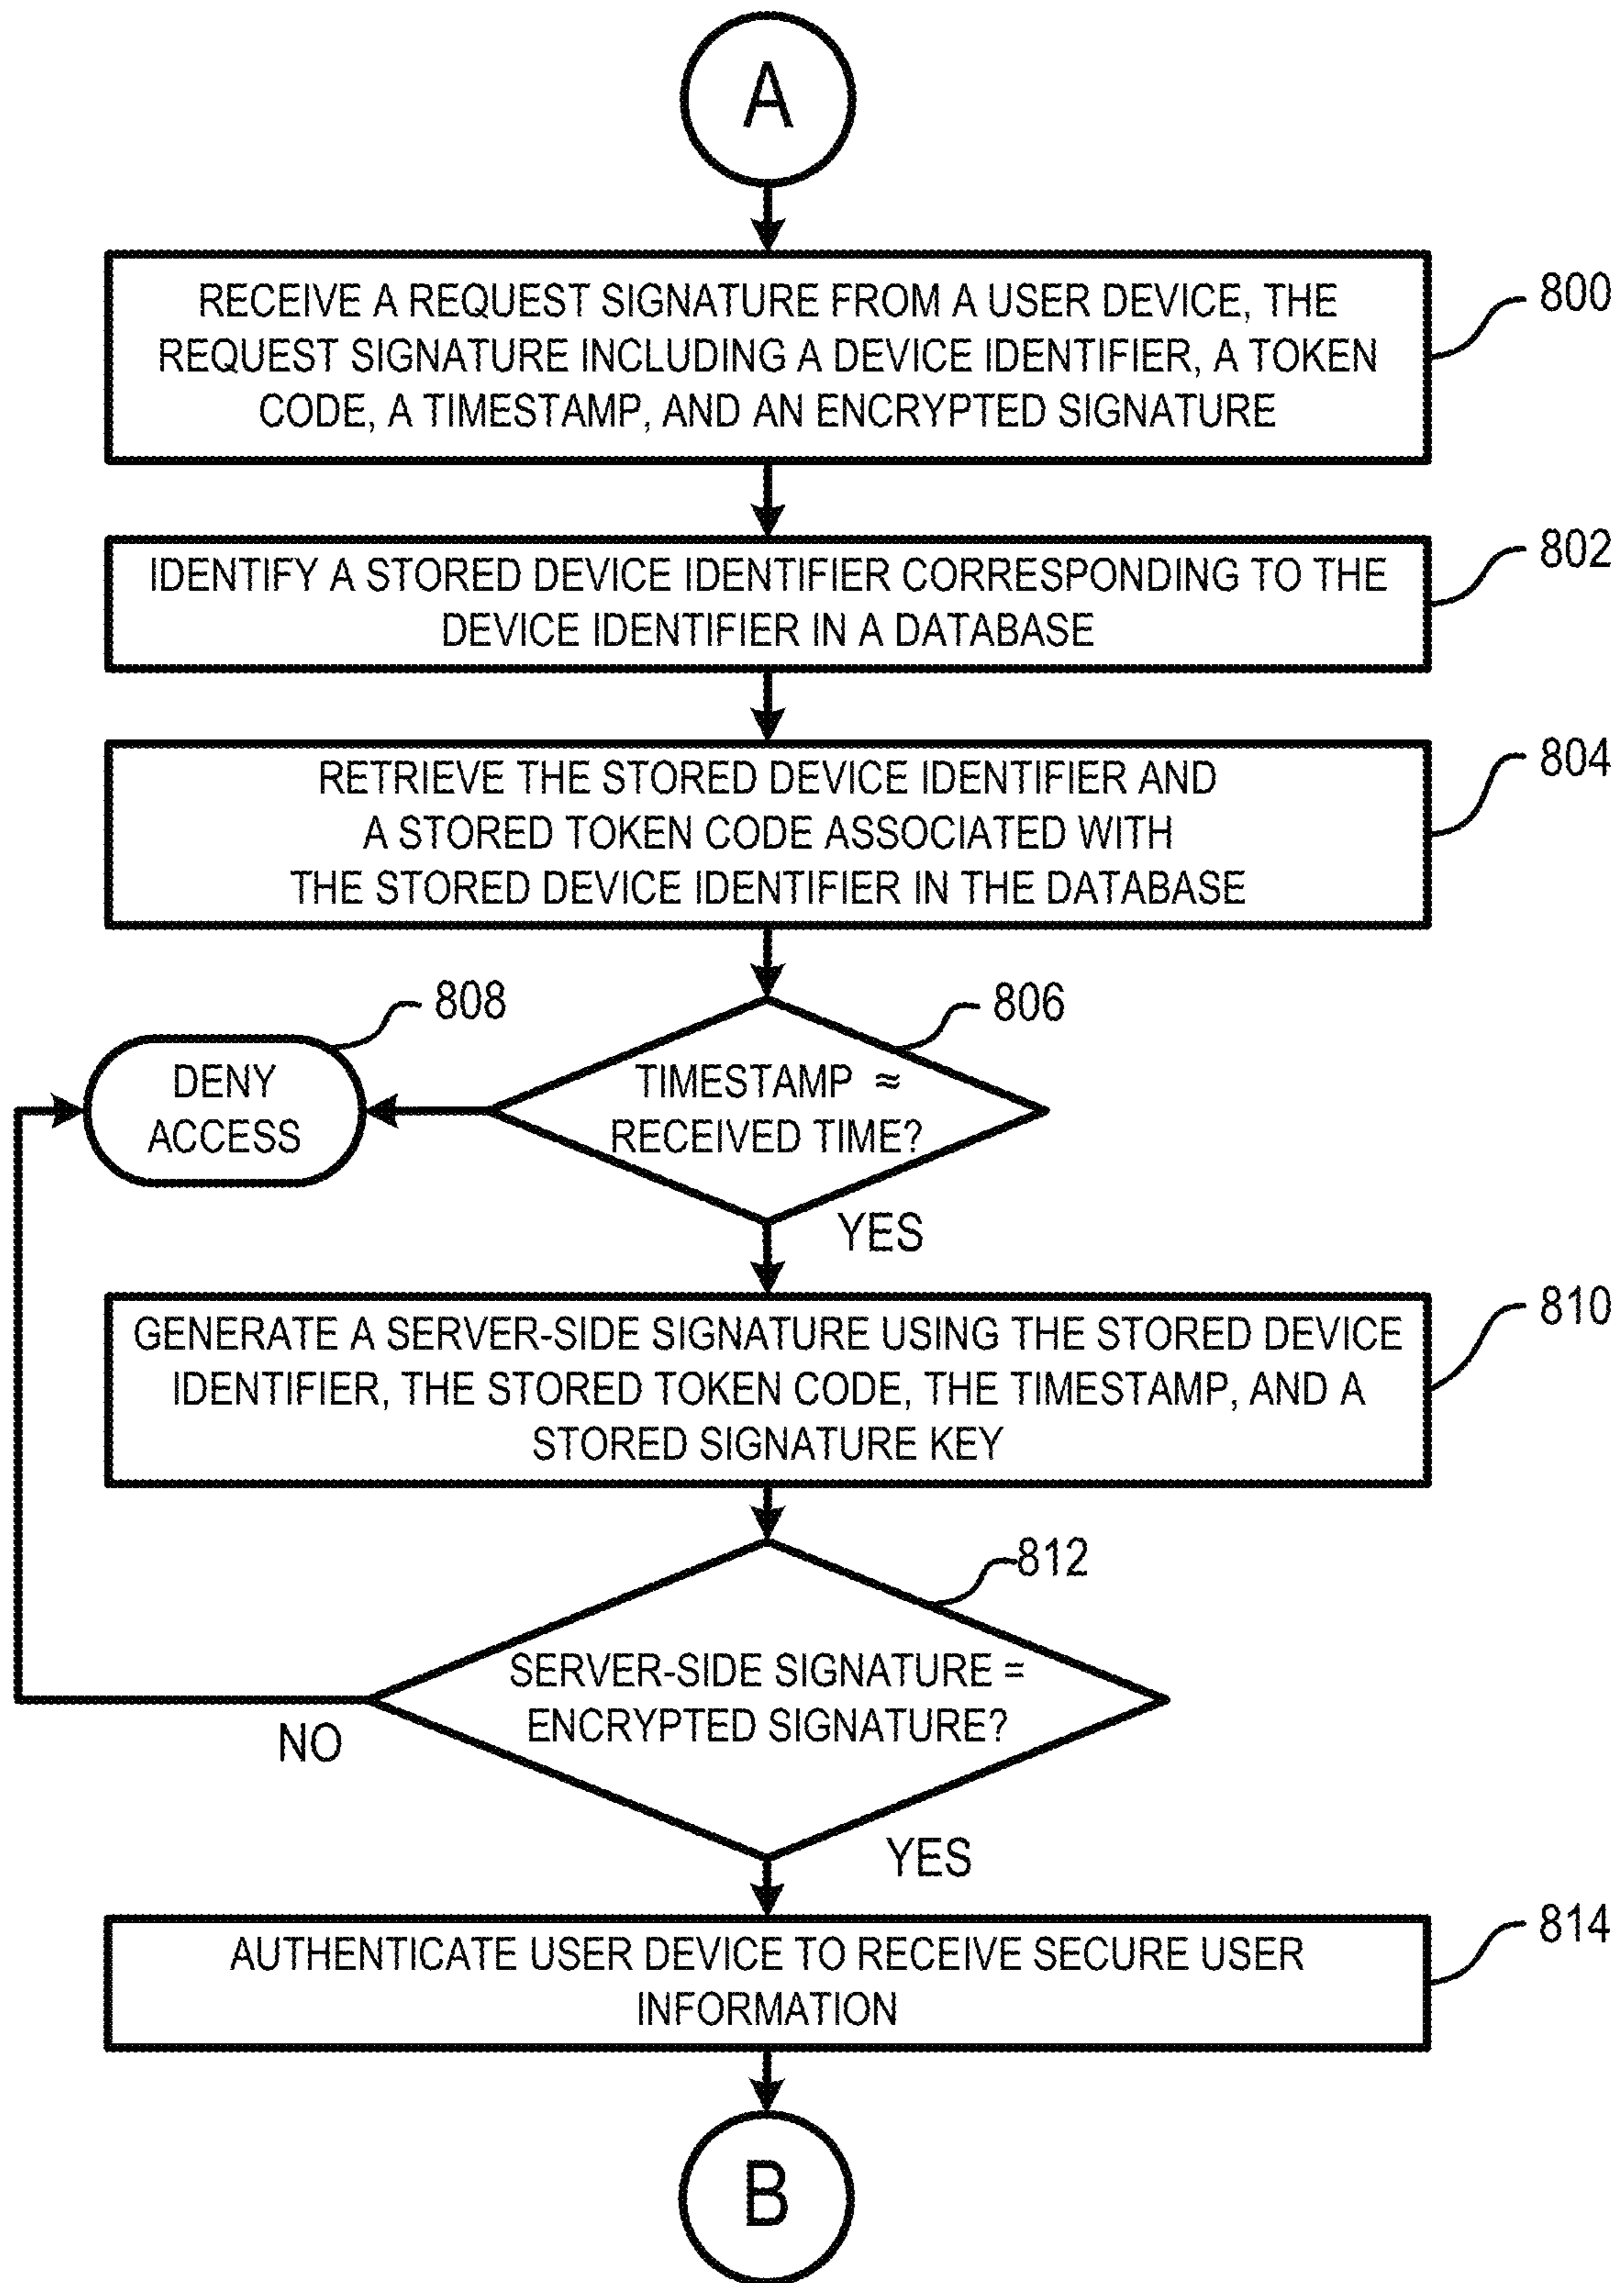 A
RECEIVE A REQUEST SIGNATURE FROM A USER DEVICE, THE
REQUEST SIGNATURE INCLUDING A DEVICE IDENTIFIER, A TOKEN
CODE, A TIMESTAMP, AND AN ENCRYPTED SIGNATURE
800
IDENTIFY A STORED DEVICE IDENTIFIER CORRESPONDING TO THE
DEVICE IDENTIFIER IN A DATABASE
802
RETRIEVE THE STORED DEVICE IDENTIFIER AND
A STORED TOKEN CODE ASSOCIATED WITH
THE STORED DEVICE IDENTIFIER IN THE DATABASE
804
808
DENY
ACCESS
806
TIMESTAMP ≈
RECEIVED TIME?
YES
GENERATE A SERVER-SIDE SIGNATURE USING THE STORED DEVICE
IDENTIFIER, THE STORED TOKEN CODE, THE TIMESTAMP, AND A
STORED SIGNATURE KEY
810
812
SERVER-SIDE SIGNATURE =
ENCRYPTED SIGNATURE?
NO
YES
AUTHENTICATE USER DEVICE TO RECEIVE SECURE USER
INFORMATION
814
B